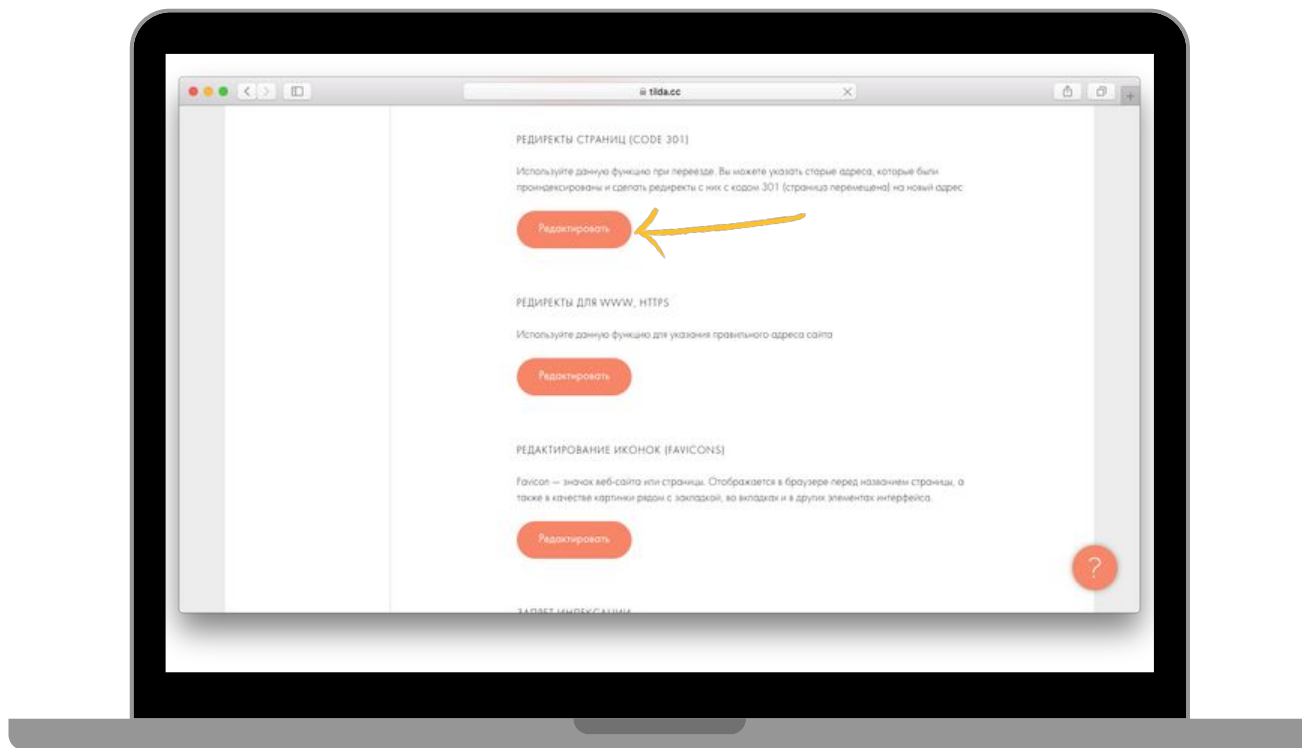 tilda.cc
РЕДИРЕКТЫ СТРАНИЦ (CODE 301)
Используйте данную функцию при переезде. Вы можете указать старые адреса, которые были
проиндексированы и сделать редиректы с них с кодом 301 (страница перемещена) на новый адрес
Редактировать
РЕДИРЕКТЫ ДЛЯ WWW, HTTPS
Используйте данную функцию для указания правильного адреса сайта
Редактировать
РЕДАКТИРОВАНИЕ ИКОНОК (FAVICONS)
Favicon — значок веб-сайта или страницы. Отображается в браузере перед названием страницы, а
также в качестве картинки рядом с закладкой, во вкладках и в других элементах интерфейса.
Редактировать
?
ЗАПРЕТ ИНДЕКСАЦИИ